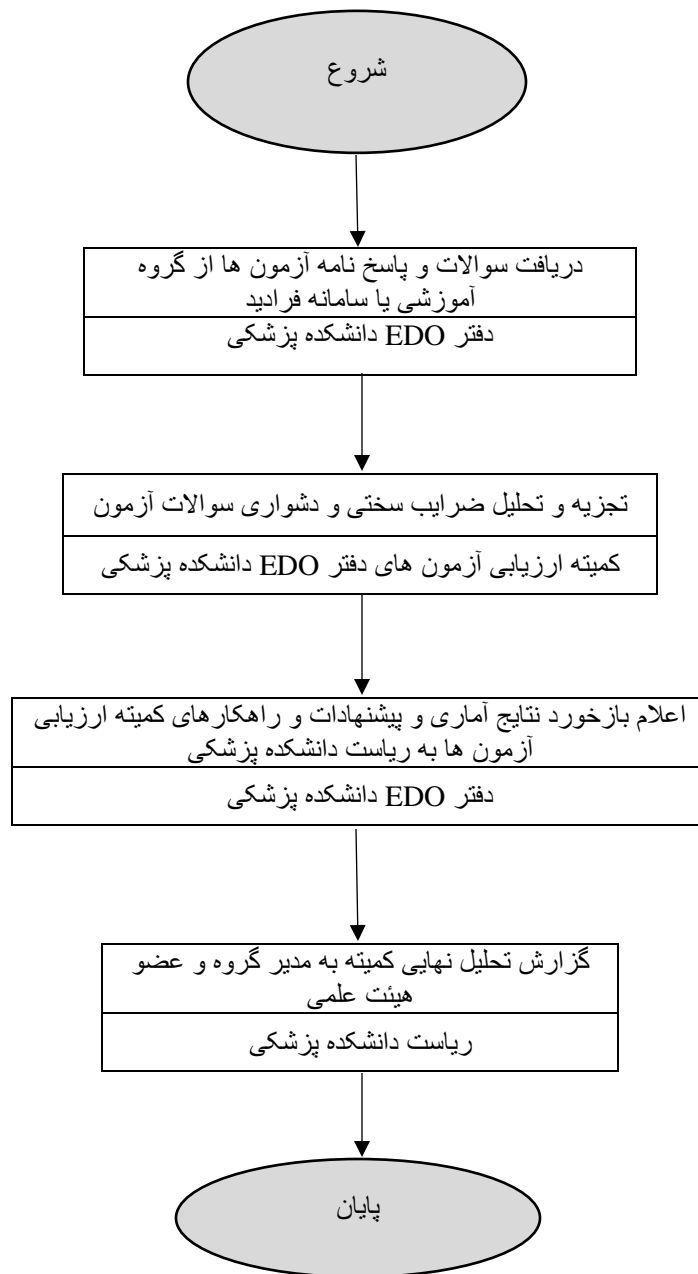 شروع
دریافت سوالات و پاسخ نامه آزمون ها از گروه
آموزشی یا سامانه فرادید
دفتر EDO دانشکده پزشکی
تجزیه و تحلیل ضرایب سختی و دشواری سوالات آزمون
کمیته ارزیابی آزمون های دفتر EDO دانشکده پزشکی
اعلام بازخورد نتایج آماری و پیشنهادات و راهکارهای کمیته ارزیابی
آزمون ها به ریاست دانشکده پزشکی
دفتر EDO دانشکده پزشکی
گزارش تحلیل نهایی کمیته به مدیر گروه و عضو
هیئت علمی
ریاست دانشکده پزشکی
پایان